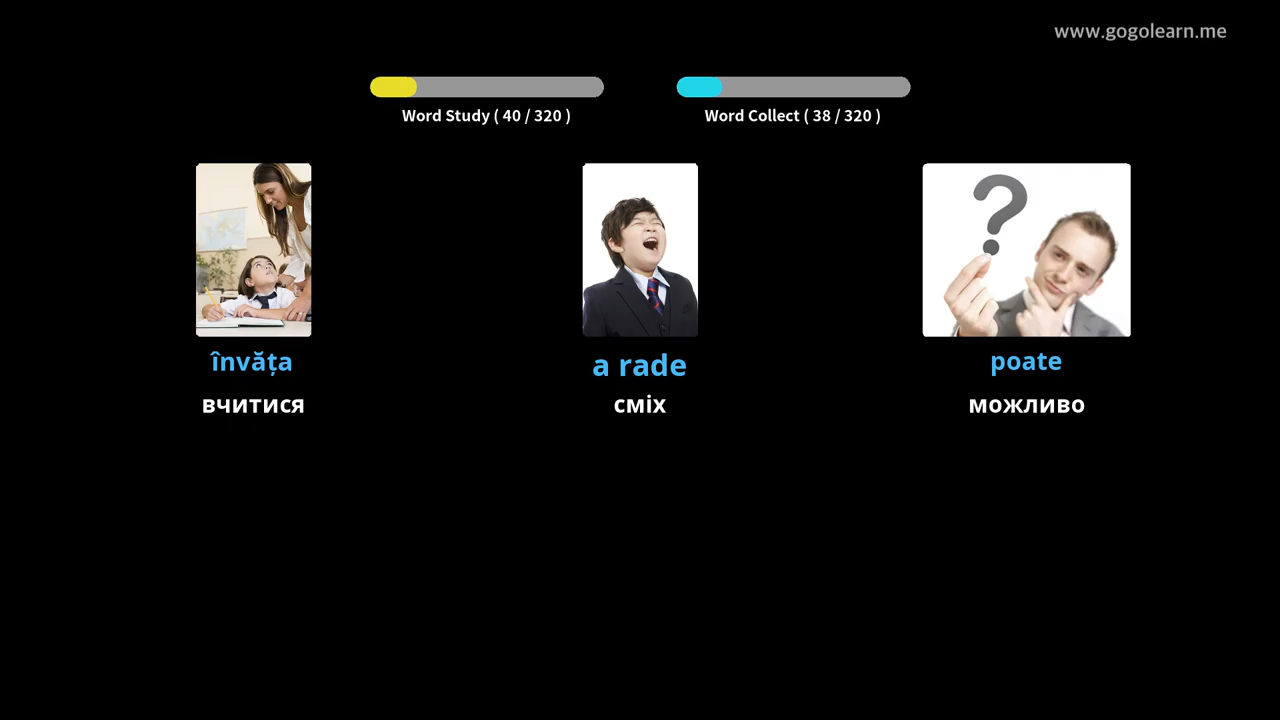 www.gogolearn.me
Word Study ( 40 / 320 )
Word Collect ( 38 / 320 )
învăța
a rade
poate
вчитися
сміх
можливо